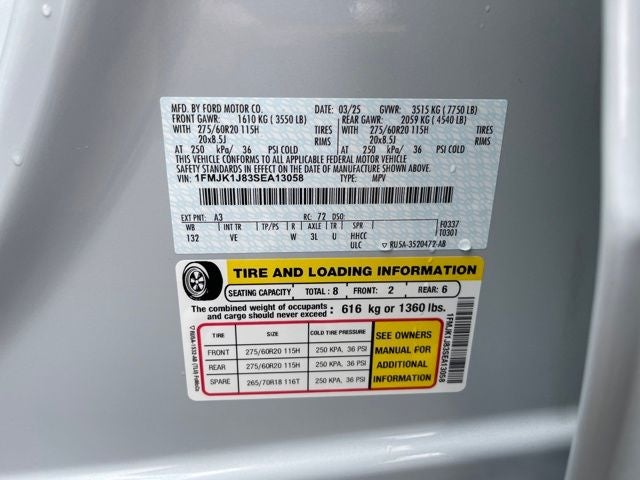 MFD. BY FORD MOTOR CO. DATE: 03/25 GVWR: 3515 KG (7750 LB)
FRONT GAWR: 1610 KG (3550 LB) REAR GAWR: 2059 KG (4540 LB)
WITH 275/60R20 115H TIRES WITH 275/60R20 115H TIRES
20x8.5J RIMS 20x8.5J RIMS
AT 250 kPa/ 36 PSI COLD AT 250 kPa/ 36 PSI COLD
THIS VEHICLE CONFORMS TO ALL APPLICABLE FEDERAL MOTOR VEHICLE
SAFETY STANDARDS IN EFFECT ON THE DATE OF MANUFACTURE SHOWN ABOVE.
VIN: 1FMJK1J83SEA13058 TYPE: MPV
EXT PNT: A3 RC: 72 DSO: F0337
WB INT TR TP/PS R AXLE TR SPR T0301
132 VE W 3L U HHCC
ULC ▽ RU5A-3520472-AB
TIRE AND LOADING INFORMATION
SEATING CAPACITY TOTAL : 8 FRONT: 2 REAR: 6
The combined weight of occupants and cargo should never exceed : 616 kg or 1360 lbs.
TIRE SIZE COLD TIRE PRESSURE
FRONT 275/60R20 115H 250 KPA, 36 PSI
REAR 275/60R20 115H 250 KPA, 36 PSI
SPARE 265/70R18 116T 250 KPA, 36 PSI
SEE OWNERS
MANUAL FOR
ADDITIONAL
INFORMATION
1FMJK1J83SEA13058